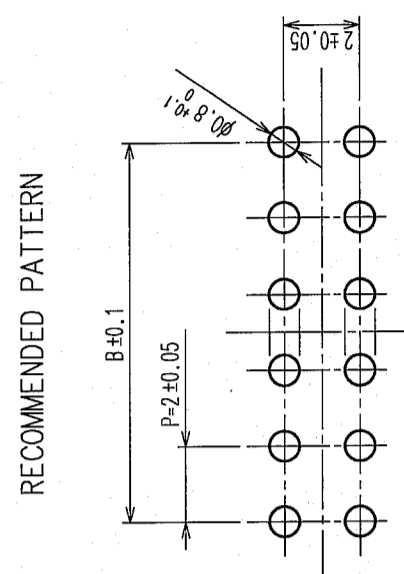 RECOMMENDED PATTERN
B±0.1
P=2±0.05
Ø0.8 +0.1 0
2±0.05